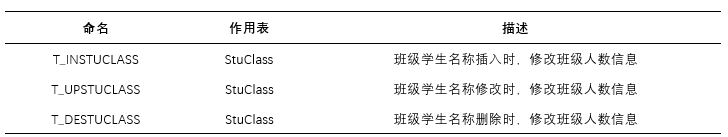 命名 作用表 描述
T_INSTUCLASS StuClass 班级学生名称插入时，修改班级人数信息
T_UPSTUCLASS StuClass 班级学生名称修改时，修改班级人数信息
T_DESTUCLASS StuClass 班级学生名称删除时，修改班级人数信息